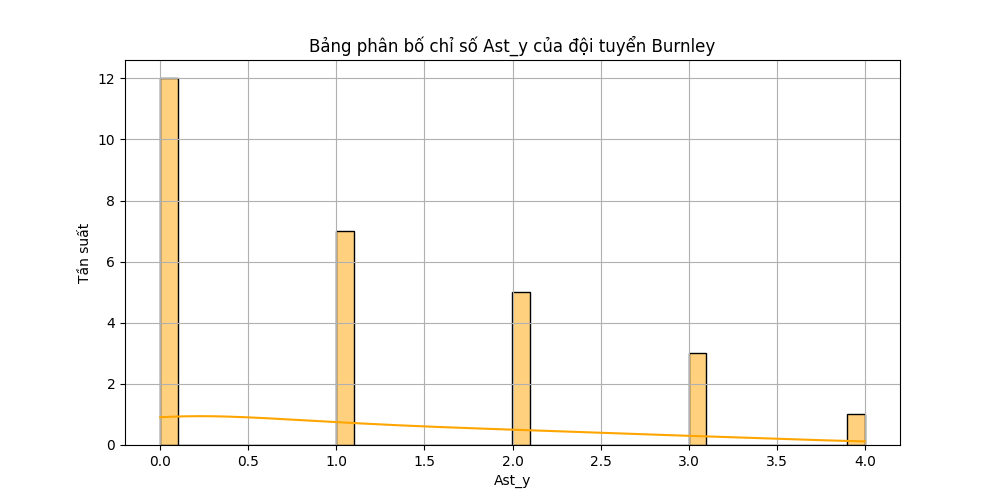 Bảng phân bố chỉ số Ast_y của đội tuyển Burnley
12
10
8
6
4
2
0
Tần suất
0.0 0.5 1.0 1.5 2.0 2.5 3.0 3.5 4.0
Ast_y